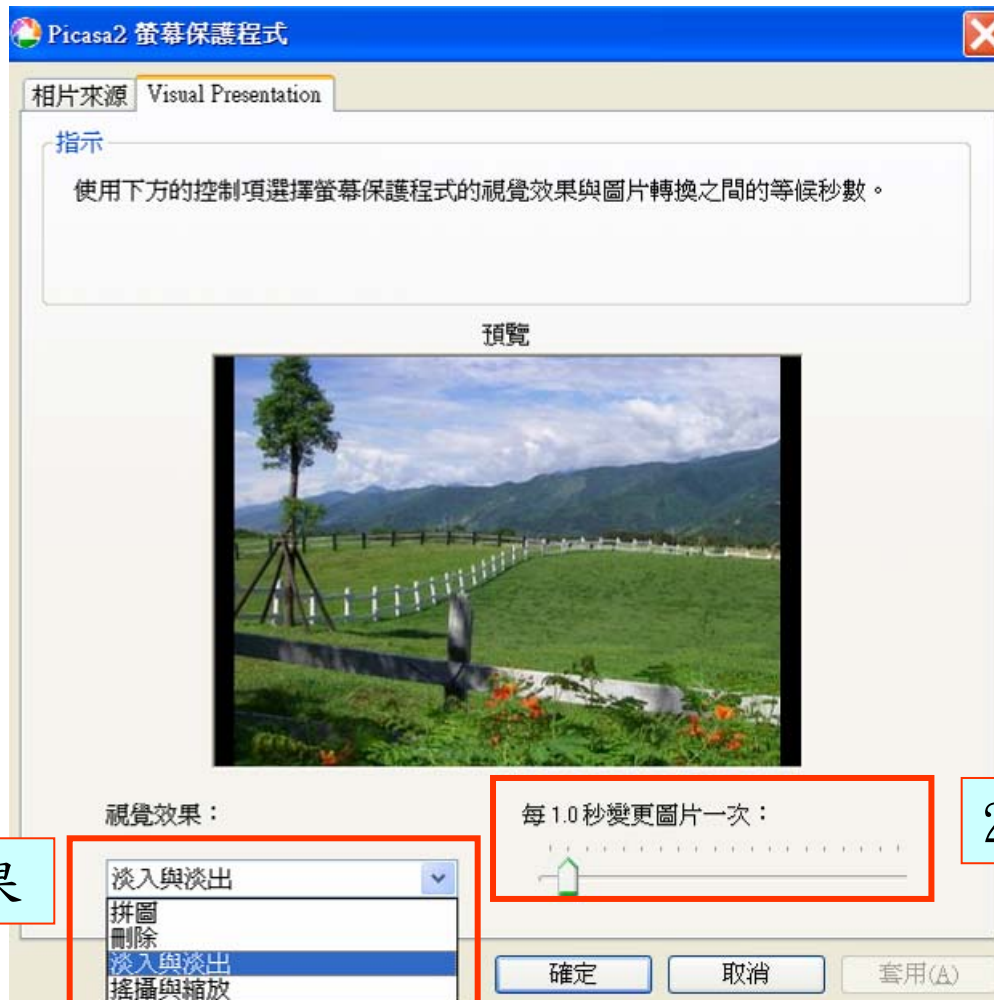 Picasa2 螢幕保護程式
相片來源 Visual Presentation
指示
使用下方的控制項選擇螢幕保護程式的視覺效果與圖片轉換之間的等候秒數。
預覽
視覺效果：
每 1.0 秒變更圖片一次：
2
果
淡入與淡出
拼圖
刪除
淡入與淡出
搖攝與縮放
確定 取消 套用(A)